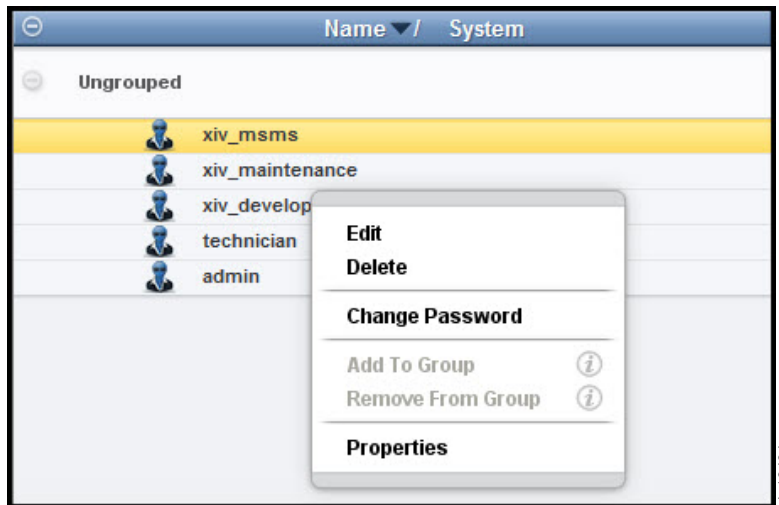 Name / System
Ungrouped
xiv_msms
xiv_maintenance
xiv_develop
technician
admin
Edit
Delete
Change Password
Add To Group
Remove From Group
Properties